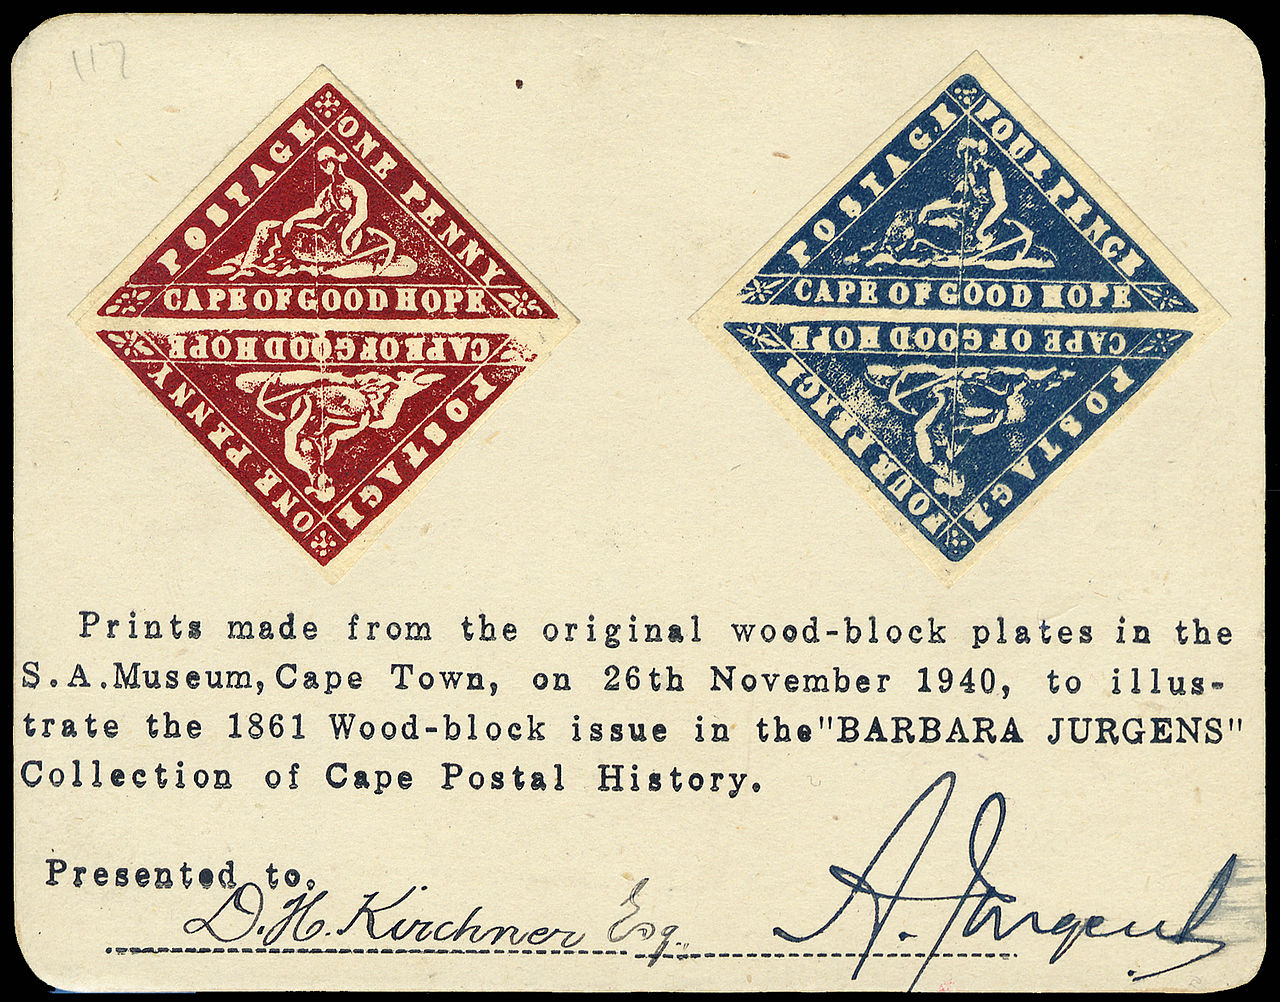 117
POSTAGE ONE PENNY
CAPE OF GOOD HOPE
CAPE OF GOOD HOPE
POSTAGE ONE PENNY
POSTAGE FOUR PENCE
CAPE OF GOOD HOPE
CAPE OF GOOD HOPE
POSTAGE FOUR PENCE
Prints made from the original wood-block plates in the
S.A.Museum, Cape Town, on 26th November 1940, to illus-
trate the 1861 Wood-block issue in the "BARBARA JURGENS"
Collection of Cape Postal History.
Presented to.
D. H. Kirchner Esq.
A. Jurgens